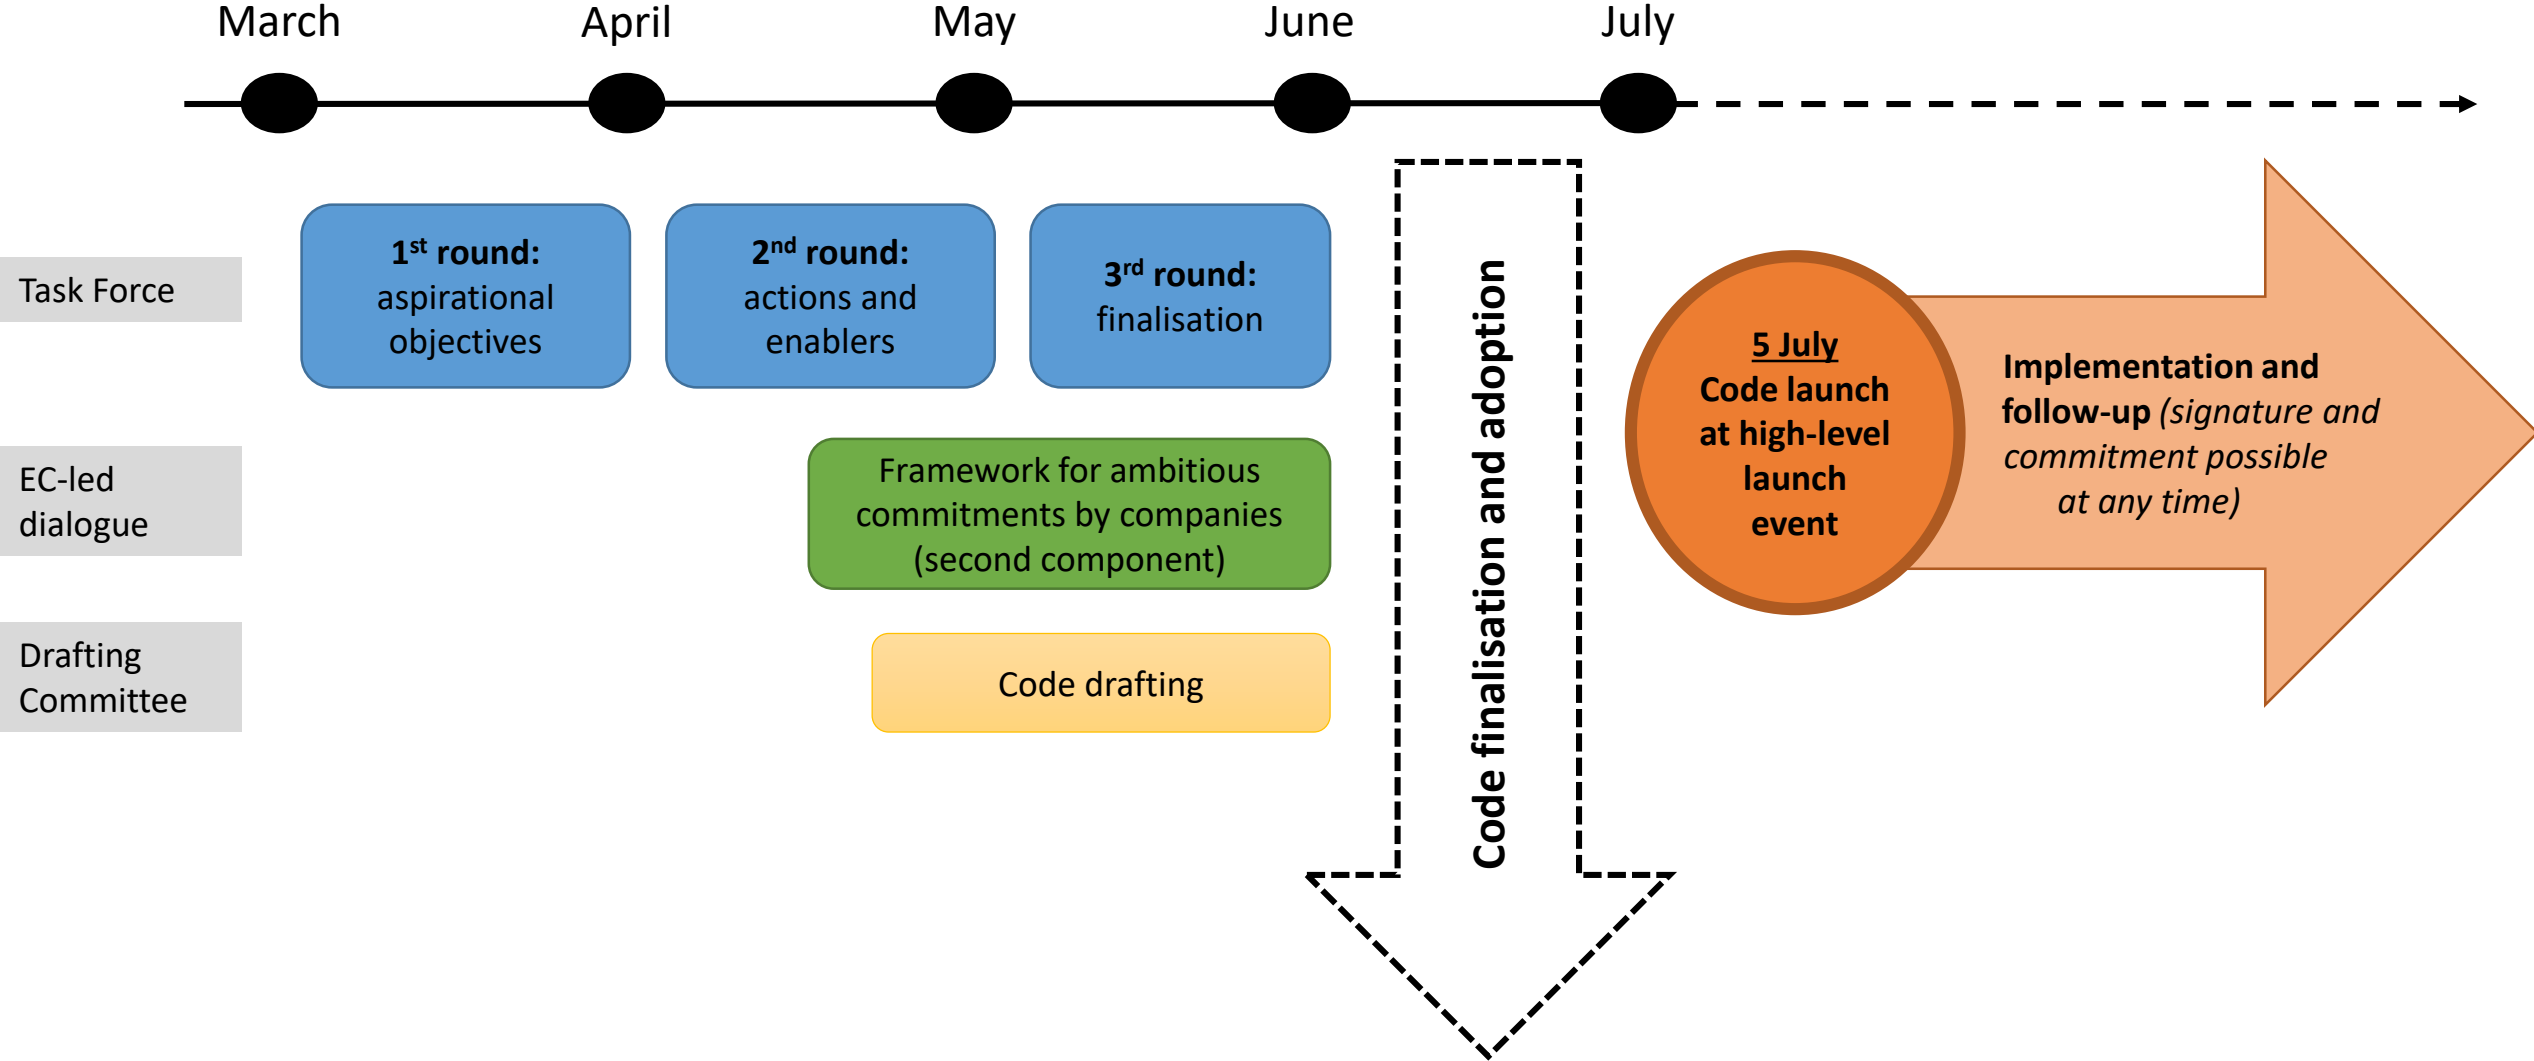 March
April
May
June
July
Task Force
1st round:
aspirational
objectives
2nd round:
actions and
enablers
3rd round:
finalisation
EC-led
dialogue
Framework for ambitious
commitments by companies
(second component)
Drafting
Committee
Code drafting
Code finalisation and adoption
5 July
Code launch
at high-level
launch
event
Implementation and
follow-up (signature and
commitment possible
at any time)